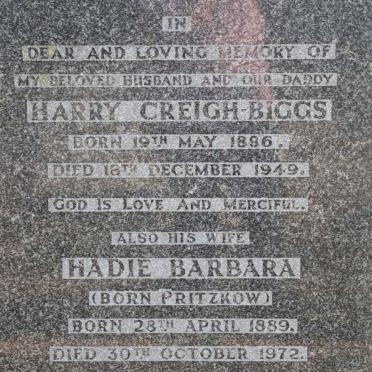 IN
DEAR AND LOVING MEMORY OF
MY BELOVED HUSBAND AND OUR DADDY
HARRY CREIGH-BIGGS
BORN 19TH MAY 1886.
DIED 18TH DECEMBER 1949.
GOD IS LOVE AND MERCIFUL.
ALSO HIS WIFE
HADIE BARBARA
(BORN PRITZKOW)
BORN 28TH APRIL 1889.
DIED 30TH OCTOBER 1972.